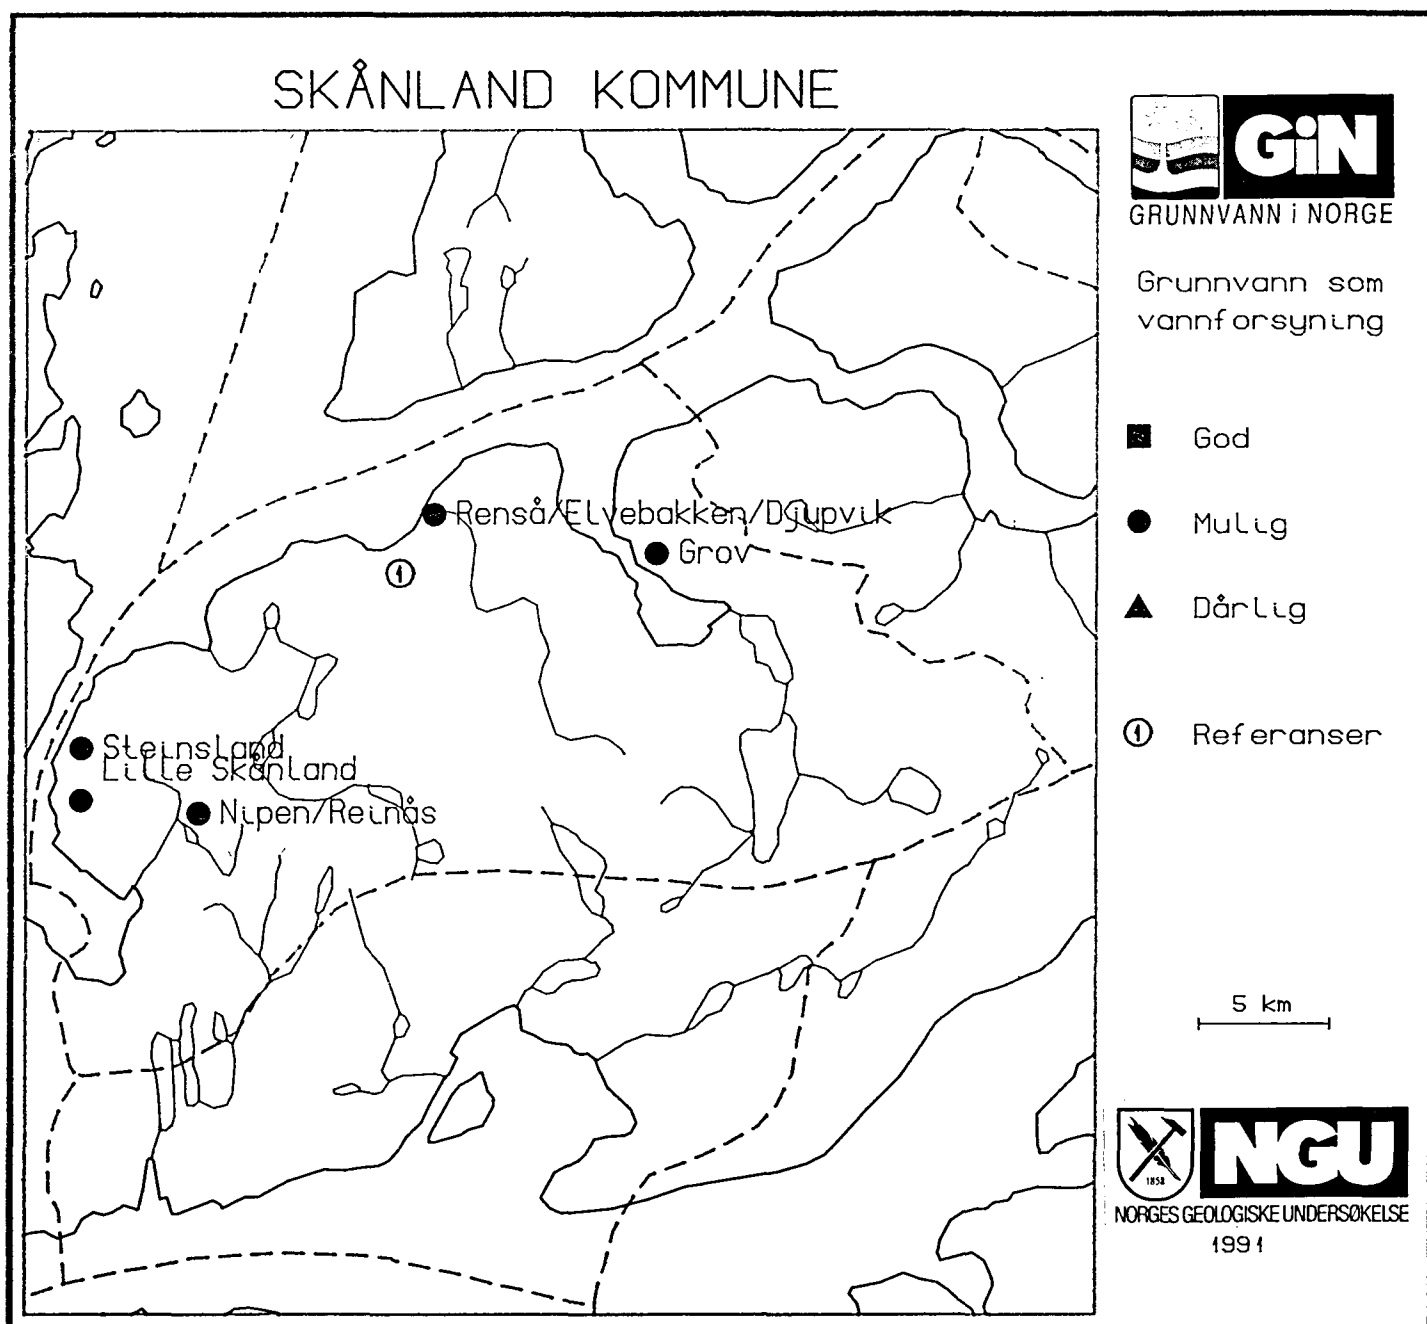 SKÅNLAND KOMMUNE
GiN
GRUNNVANN i NORGE
Grunnvann som
vannforsyning
God
Mulig
Dårlig
1 Referanser
Renså/Elvebakken/Djupvik
Grov
1
Steinsland
Lille Skånland
Nipen/Reinås
5 km
1858
NGU
NORGES GEOLOGISKE UNDERSØKELSE
1991